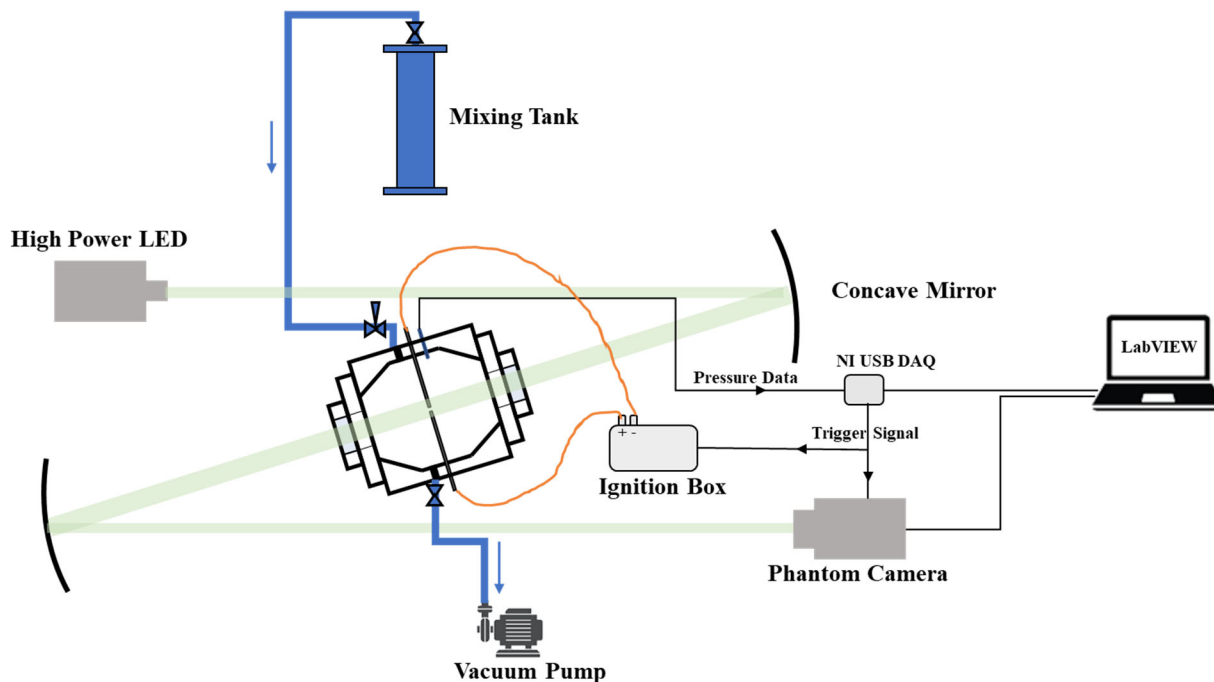 Mixing Tank
High Power LED
Concave Mirror
LabVIEW
NI USB DAQ
Pressure Data
+ -
Trigger Signal
Ignition Box
Phantom Camera
Vacuum Pump